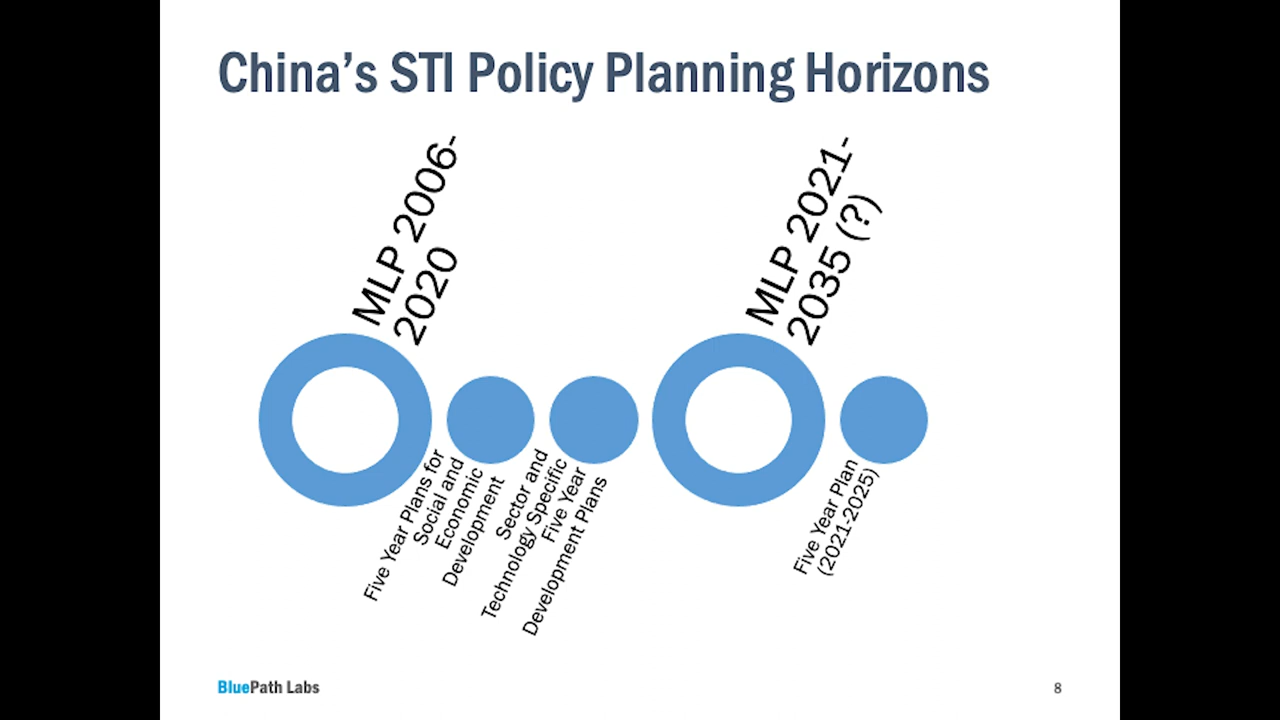 China’s STI Policy Planning Horizons
MLP 2006-
2020
Five Year Plans for
Social and
Economic
Development
Sector and
Technology Specific
Five Year
Development Plans
MLP 2021-
2035 (?)
Five Year Plan
(2021-2025)
BluePath Labs
8